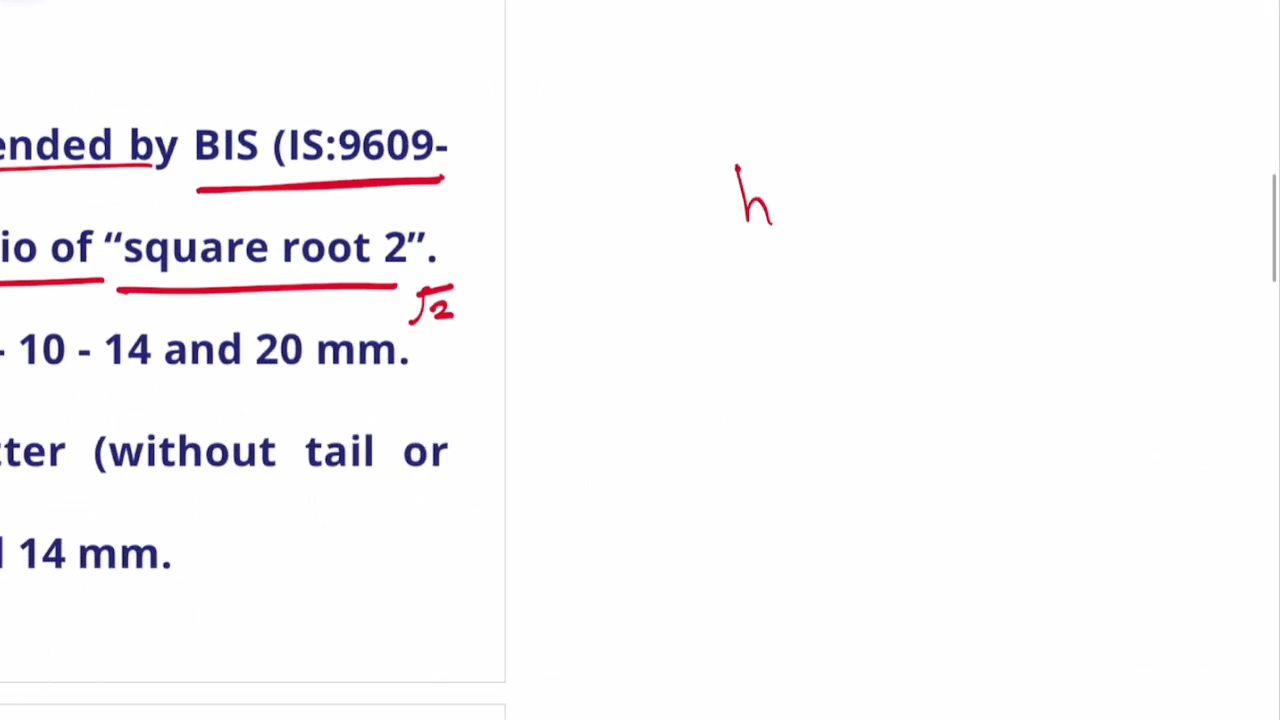 ended by BIS (IS:9609-
io of “square root 2”.
√2
- 10 - 14 and 20 mm.
tter (without tail or
14 mm.
h